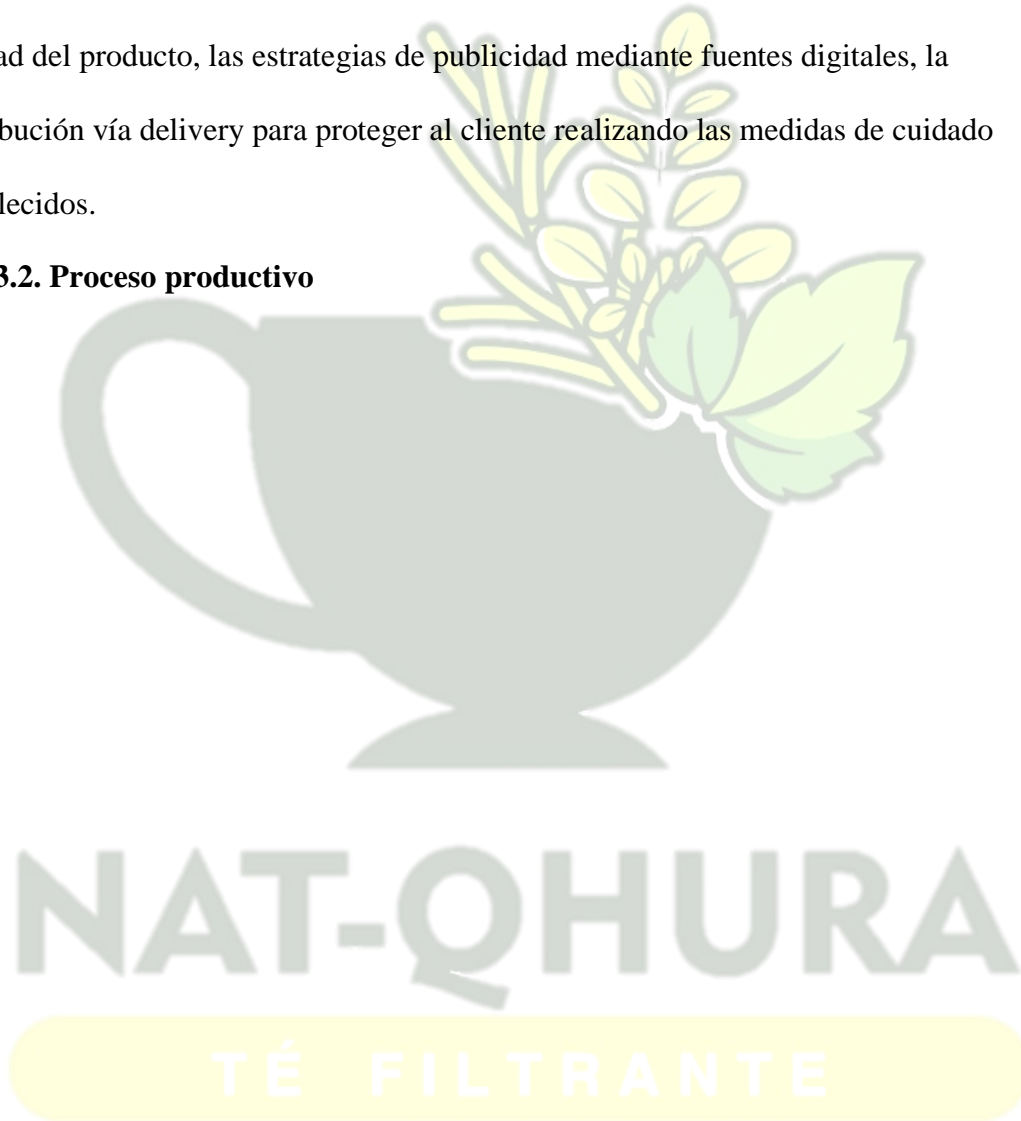 ad del producto, las estrategias de publicidad mediante fuentes digitales, la
bución vía delivery para proteger al cliente realizando las medidas de cuidado
lecidos.
3.2. Proceso productivo
NAT-QHURA
TÉ FILTRANTE